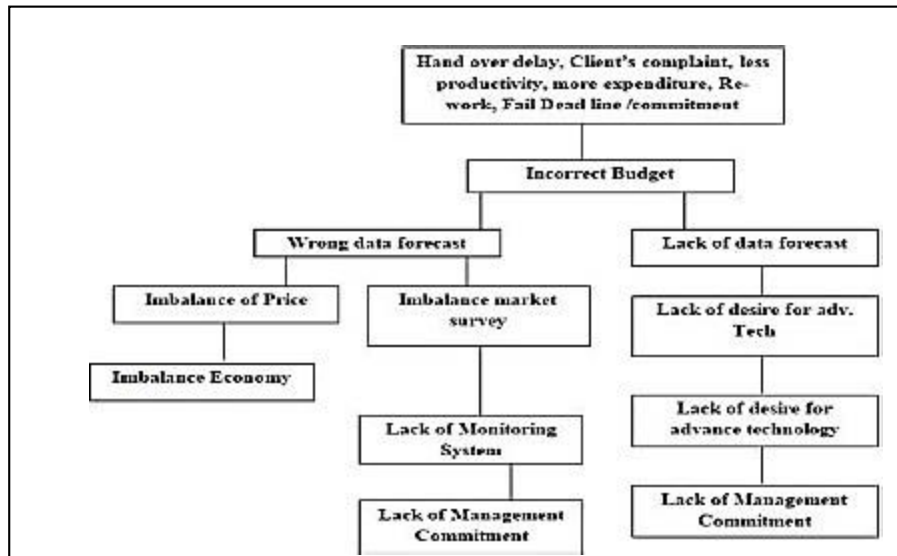 Hand over delay, Client's complaint, less
productivity, more expenditure, Re-
work, Fail Dead line /commitment
Incorrect Budget
Wrong data forecast
Lack of data forecast
Imbalance of Price
Imbalance market
survey
Lack of desire for adv.
Tech
Imbalance Economy
Lack of Monitoring
System
Lack of desire for
advance technology
Lack of Management
Commitment
Lack of Management
Commitment